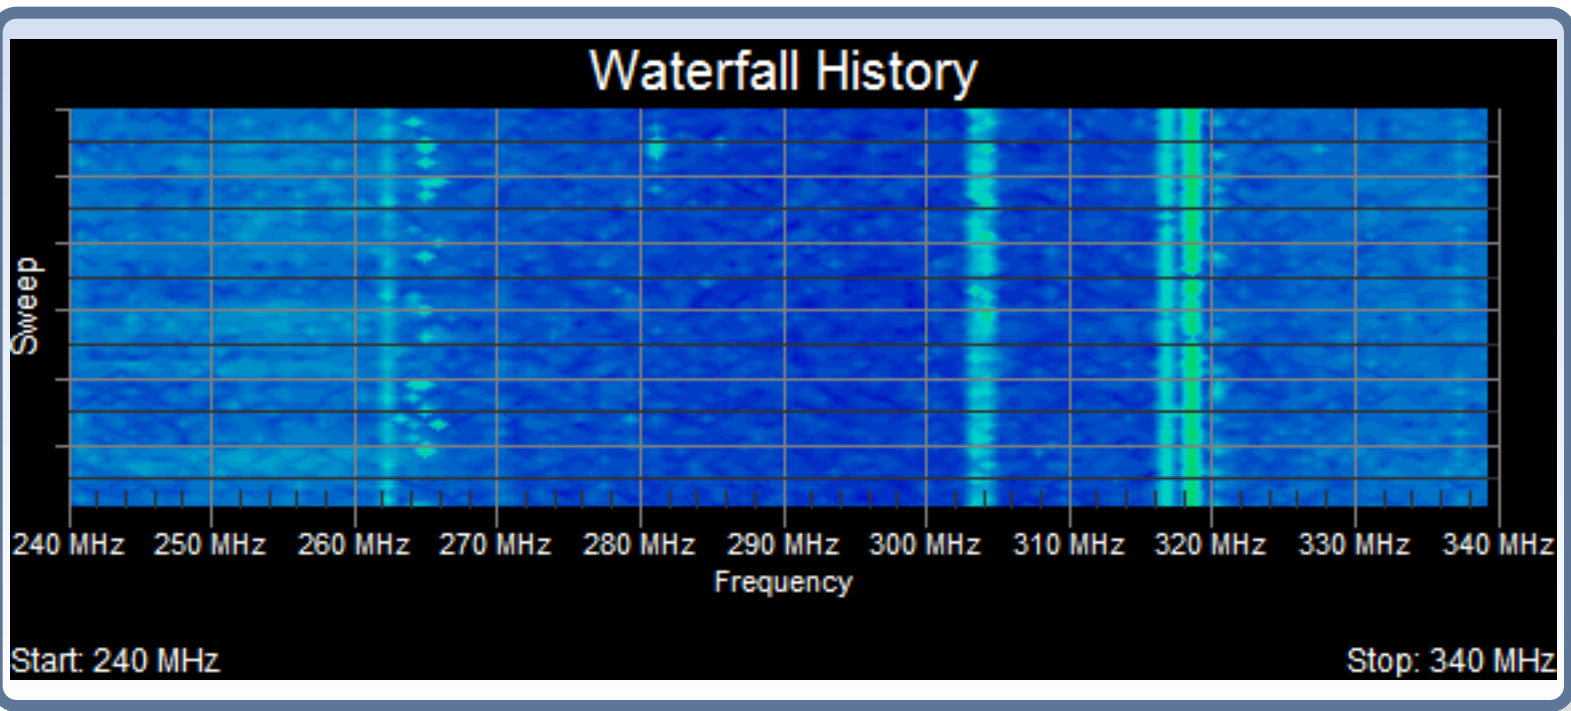 Waterfall History
Sweep
240 MHz 250 MHz 260 MHz 270 MHz 280 MHz 290 MHz 300 MHz 310 MHz 320 MHz 330 MHz 340 MHz
Frequency
Start: 240 MHz
Stop: 340 MHz